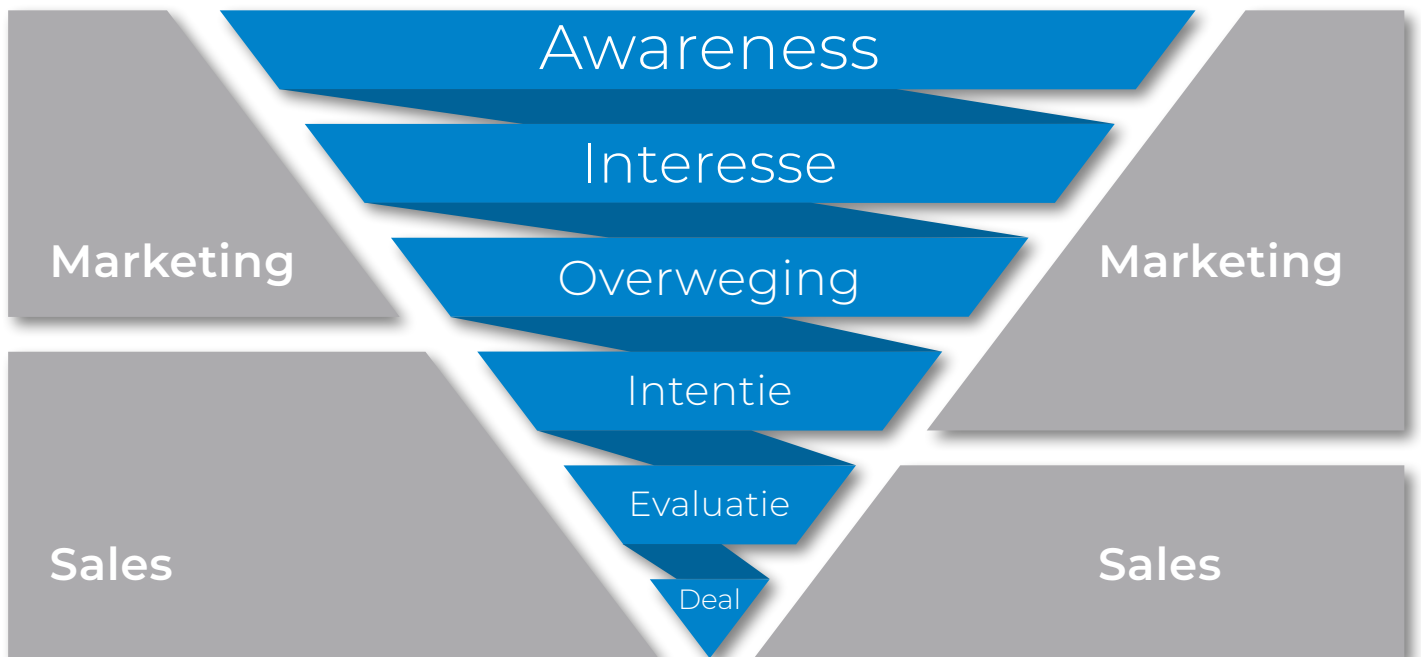 Awareness
Interesse
Marketing
Overweging
Marketing
Intentie
Evaluatie
Sales
Deal
Sales